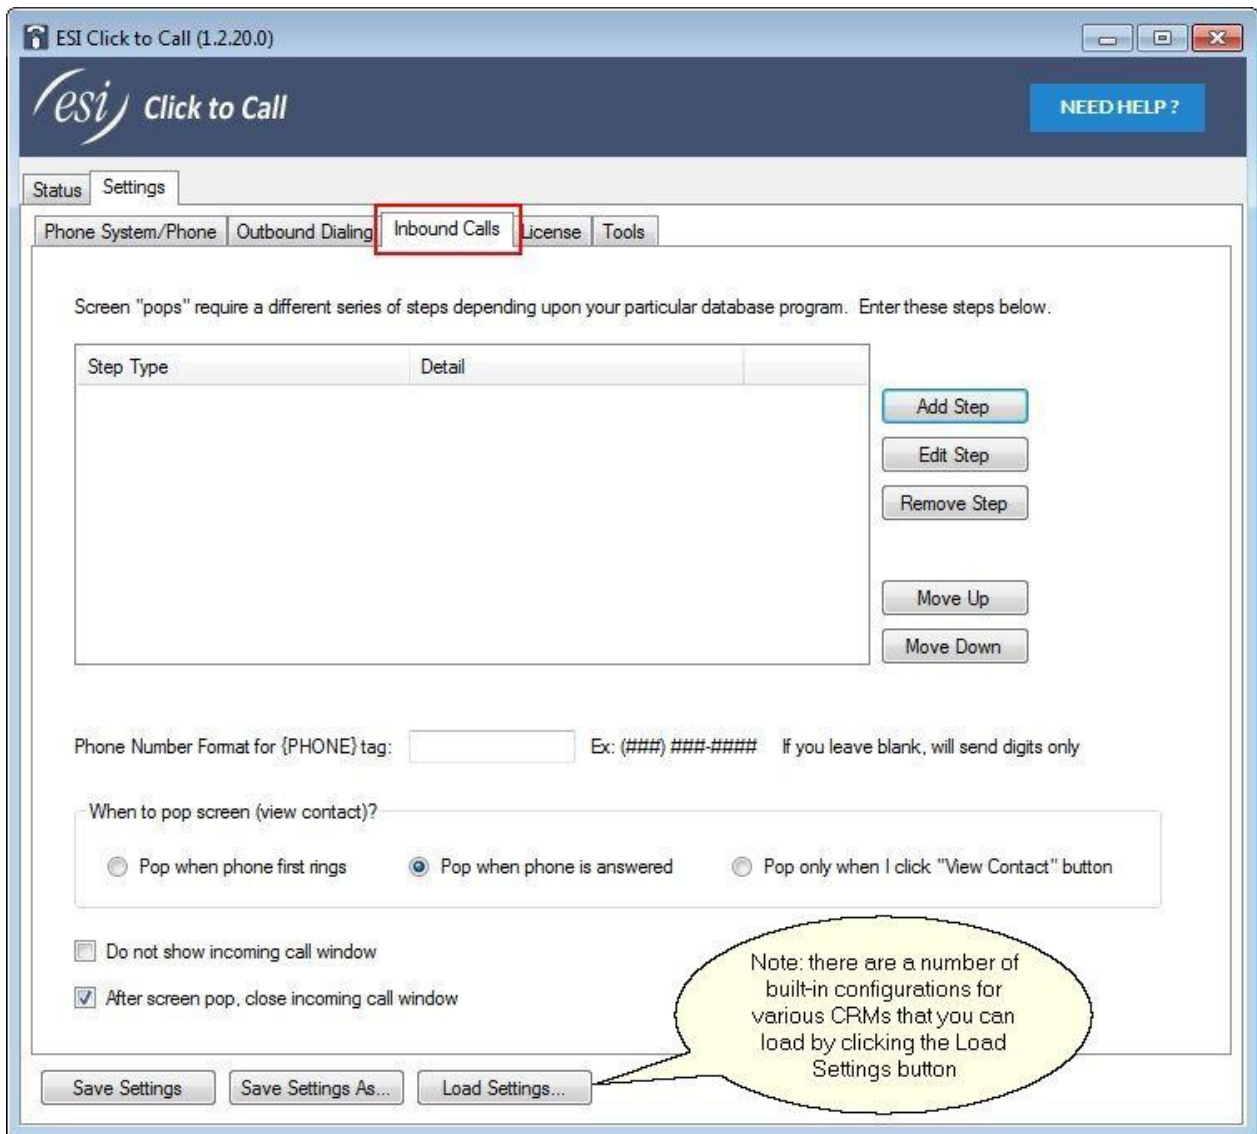 ESI Click to Call (1.2.20.0)
esi Click to Call
NEED HELP ?
Status Settings
Phone System/Phone Outbound Dialing Inbound Calls License Tools
Screen "pops" require a different series of steps depending upon your particular database program. Enter these steps below.
Step Type Detail
Add Step
Edit Step
Remove Step
Move Up
Move Down
Phone Number Format for {PHONE} tag: Ex: (###) ###-#### If you leave blank, will send digits only
When to pop screen (view contact)?
Pop when phone first rings Pop when phone is answered Pop only when I click "View Contact" button
Do not show incoming call window
After screen pop, close incoming call window
Note: there are a number of
built-in configurations for
various CRMs that you can
load by clicking the Load
Settings button
Save Settings Save Settings As... Load Settings...